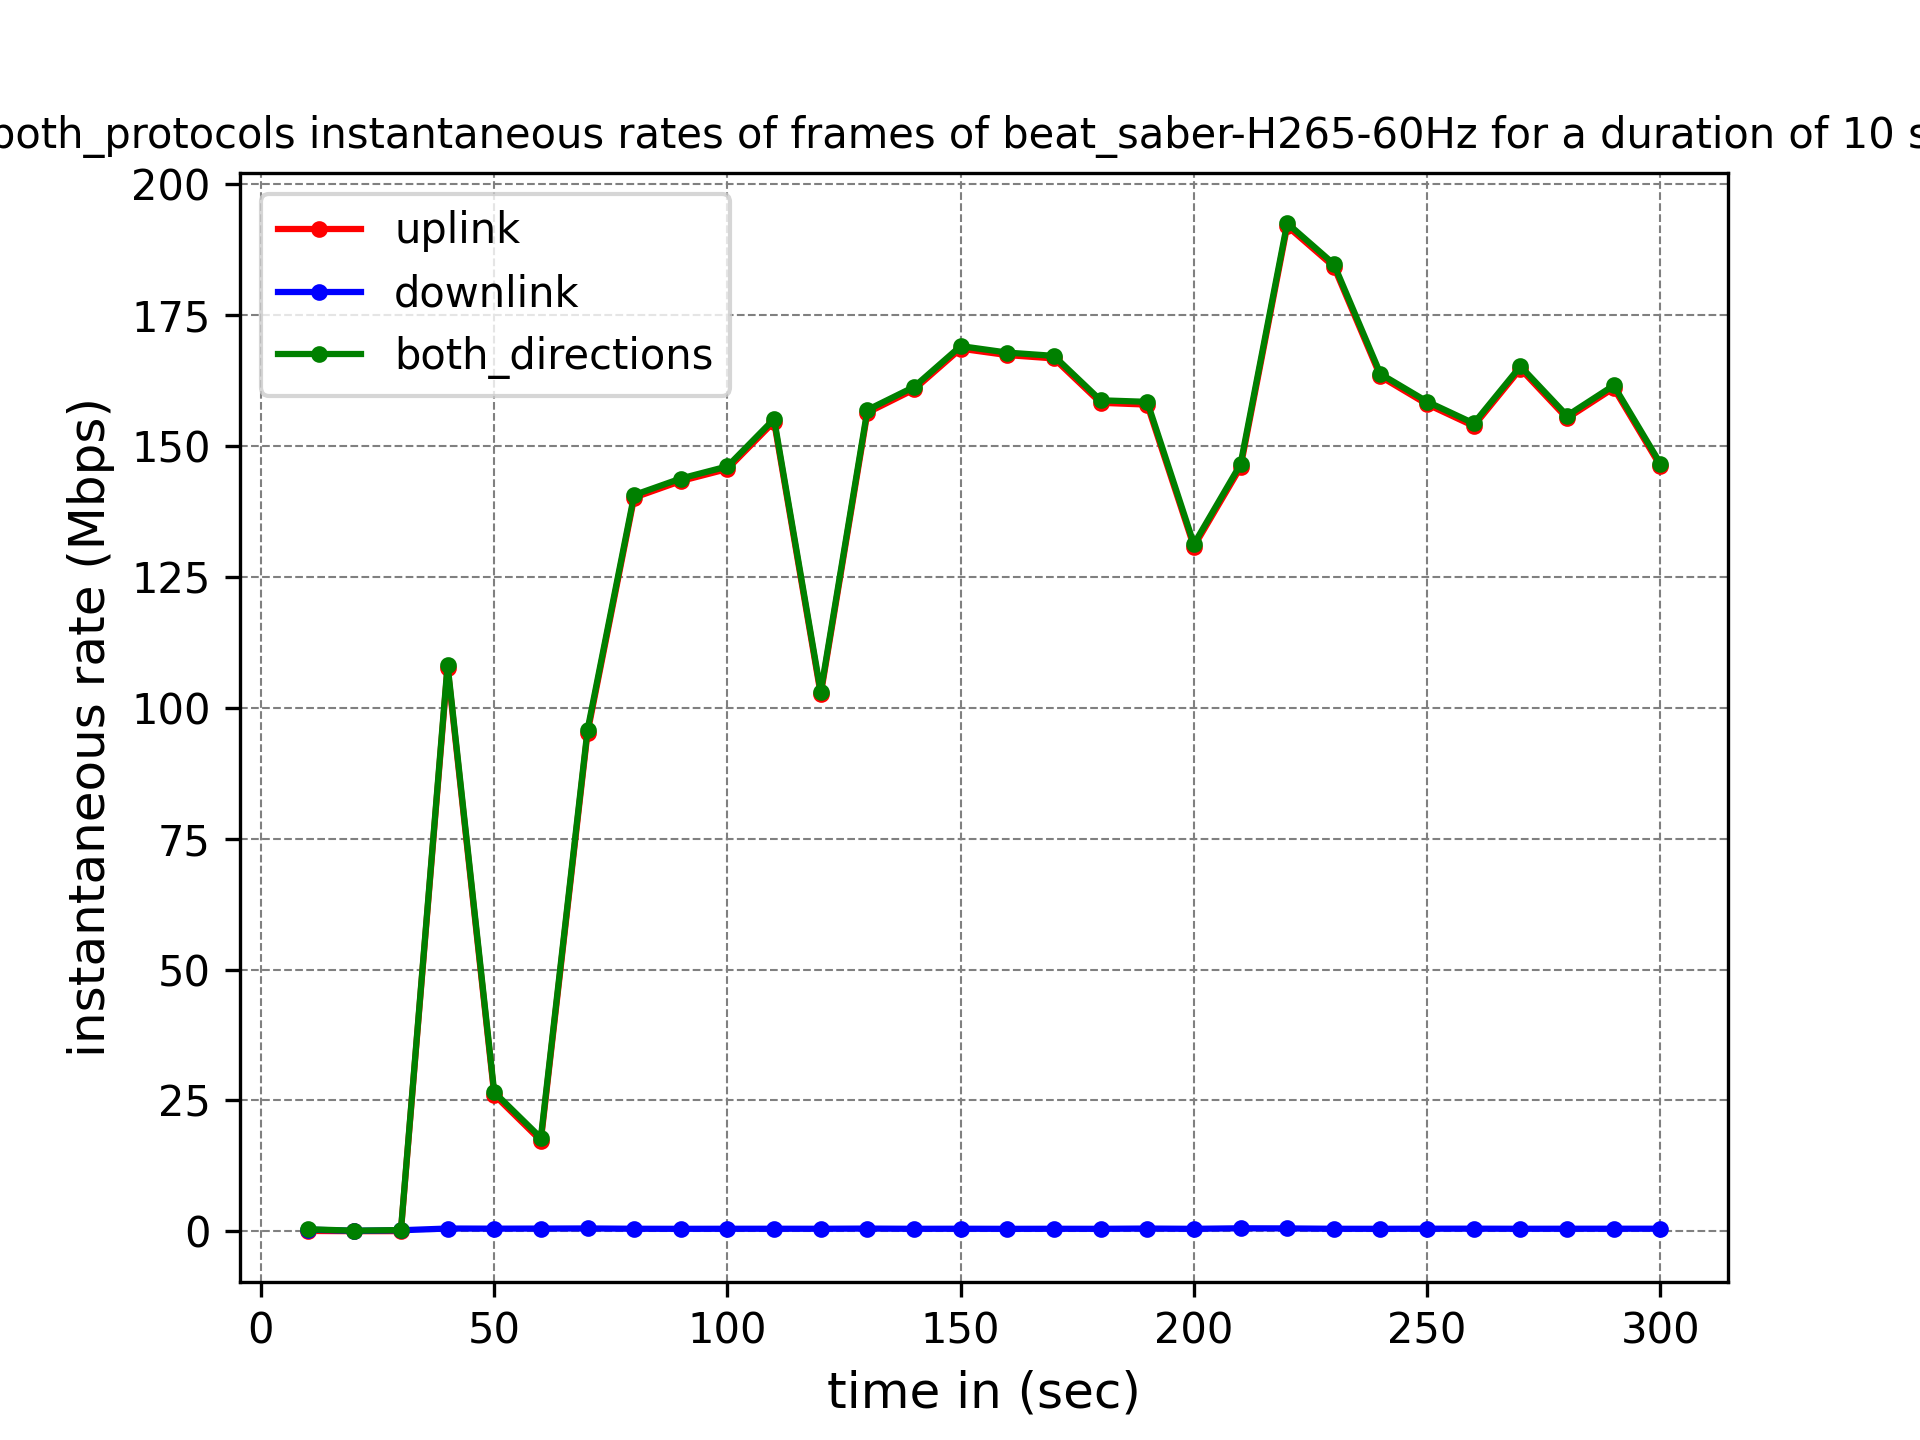 both_protocols instantaneous rates of frames of beat_saber-H265-60Hz for a duration of 10 s
200
175
150
125
100
75
50
25
0
instantaneous rate (Mbps)
uplink
downlink
both_directions
0 50 100 150 200 250 300
time in (sec)